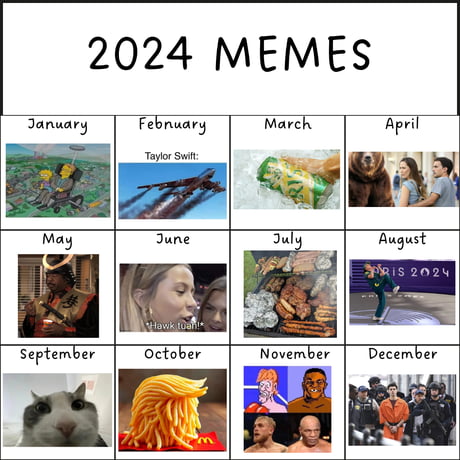 2024 MEMES
January
February
March
April
Taylor Swift:
May
June
July
August
*Hawk tuah!*
PARIS 2024
September
October
November
December